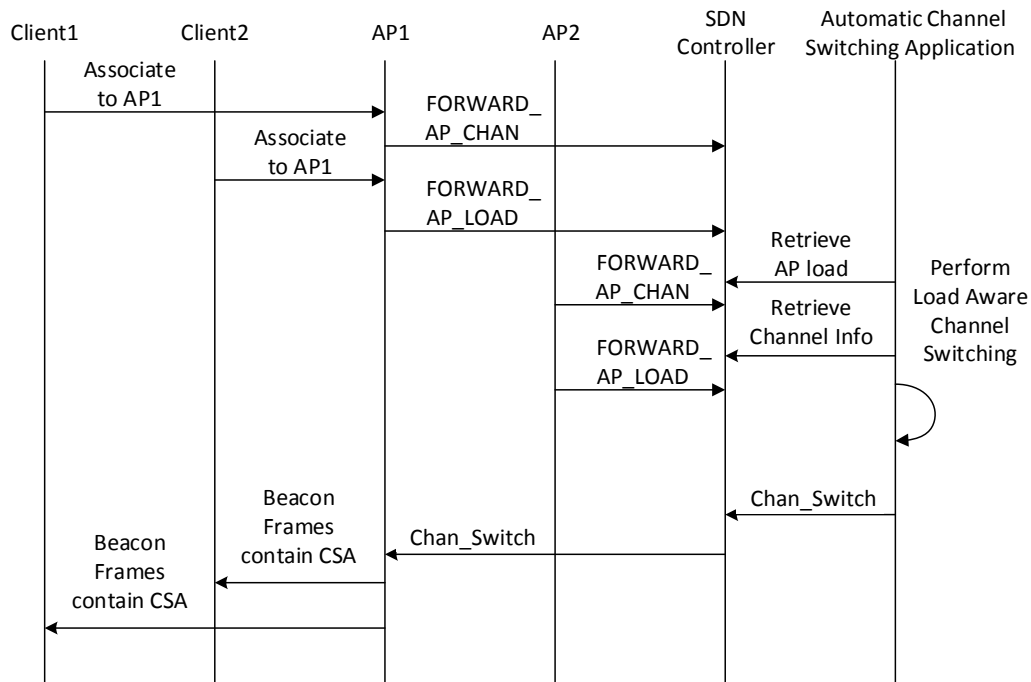 Client1
Client2
AP1
AP2
SDN
Controller
Automatic Channel
Switching Application
Associate
to AP1
FORWARD_
AP_CHAN
Associate
to AP1
FORWARD_
AP_LOAD
Retrieve
AP load
FORWARD_
AP_CHAN
Retrieve
Channel Info
Perform
Load Aware
Channel
Switching
FORWARD_
AP_LOAD
Chan_Switch
Chan_Switch
Beacon
Frames
contain CSA
Beacon
Frames
contain CSA